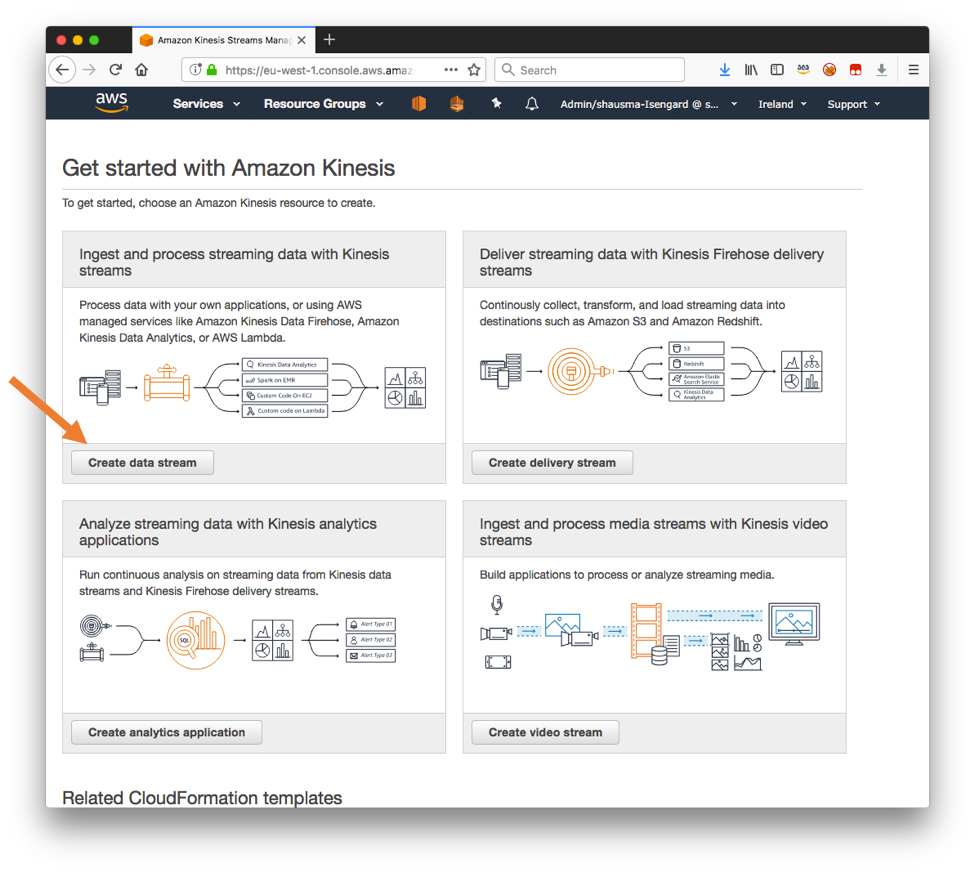 Amazon Kinesis Streams Mana
https://eu-west-1.console.aws.amaz
Search
aws
Services
Resource Groups
Admin/shausma-Isengard @ s...
Ireland
Support
Get started with Amazon Kinesis
To get started, choose an Amazon Kinesis resource to create.
Ingest and process streaming data with Kinesis
streams
Process data with your own applications, or using AWS
managed services like Amazon Kinesis Data Firehose, Amazon
Kinesis Data Analytics, or AWS Lambda.
Kinesis Data Analytics
Spark on EMR
Custom Code On EC2
Custom code on Lambda
Create data stream
Deliver streaming data with Kinesis Firehose delivery
streams
Continously collect, transform, and load streaming data into
destinations such as Amazon S3 and Amazon Redshift.
S3
Redshift
Amazon Elastic
Search Service
Kinesis Data
Analytics
Create delivery stream
Analyze streaming data with Kinesis analytics
applications
Run continuous analysis on streaming data from Kinesis data
streams and Kinesis Firehose delivery streams.
SQL
Alert Type 01
Alert Type 02
Alert Type 03
Create analytics application
Ingest and process media streams with Kinesis video
streams
Build applications to process or analyze streaming media.
Create video stream
Related CloudFormation templates